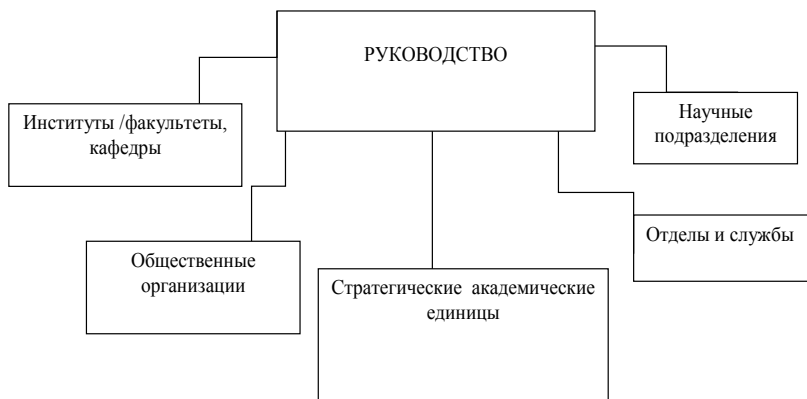 РУКОВОДСТВО
Институты /факультеты,
кафедры
Научные
подразделения
Общественные
организации
Стратегические академические
единицы
Отделы и службы